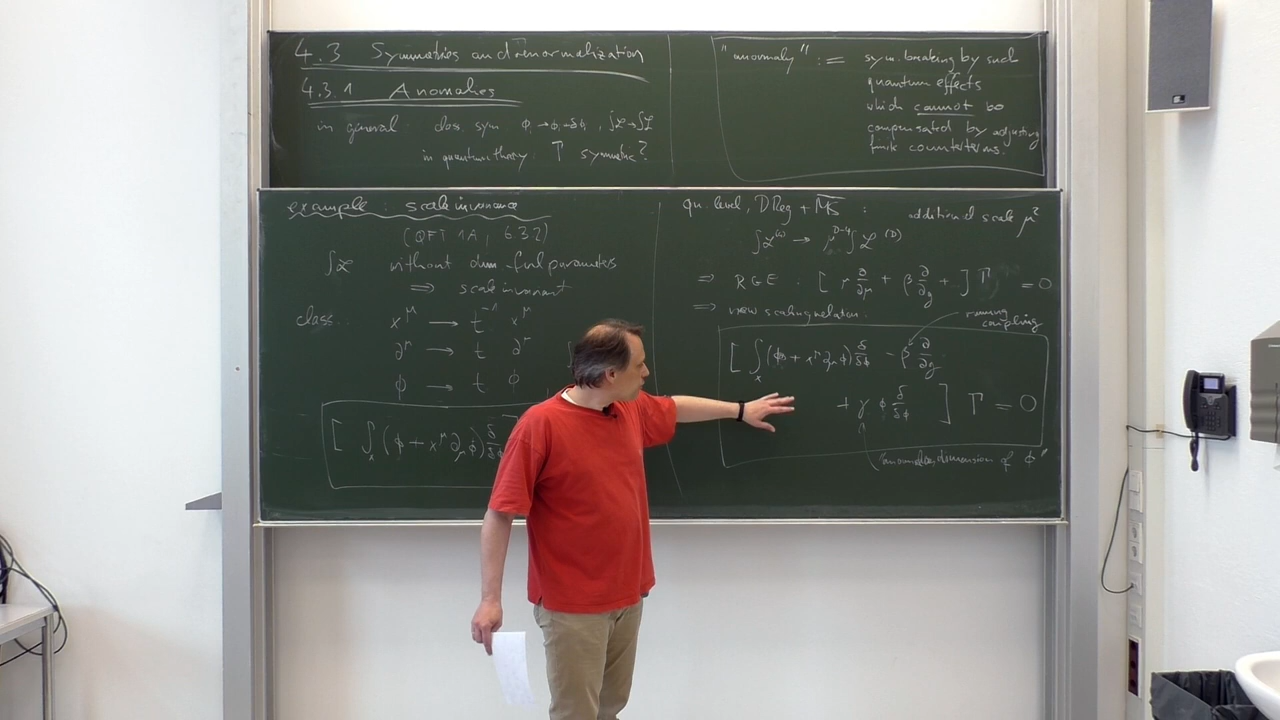 4.3 Symmetries and Renormalization
4.3.1 Anomalies
in general class. sym φ_i → φ_i + δφ_i , ∫ℒ → ∫ℒ
in quantum theory: Γ symmetric?
"anomaly" := sym. breaking by such
quantum effects
which cannot be
compensated by adjusting
finite counterterms.
example: scale invariance
(QFT 1A, 6.3.2)
∫ℒ without dim.-ful parameters
⇒ scale invariant
class. x^μ → t^{-1} x^μ
∂^μ → t ∂^μ
φ → t φ
[ ∫_x (φ + x^μ ∂_μ φ) δ
qu. level, DReg + MS̄ : additional scale μ²
∫ℒ^{(4)} → μ^{D-4} ∫ℒ^{(D)}
⇒ RGE : [ μ ∂/∂μ + β ∂/∂g + ] Γ = 0
⇒ new scaling relation.
running
coupling
[ ∫_x (φ + x^μ ∂_μ φ) δ/δφ - β ∂/∂g
+ γ φ δ/δφ ] Γ = 0
"anomalous dimension of φ"